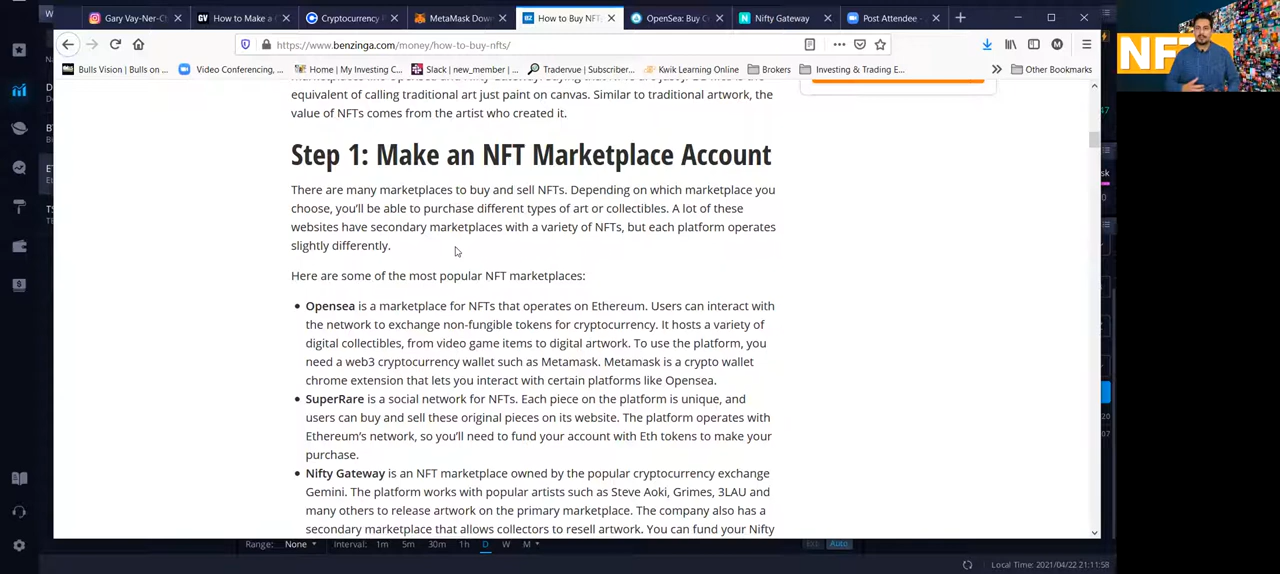 Gary Vay-Ner-Ch
How to Make a
Cryptocurrency
MetaMask Dow
How to Buy NFT
OpenSea: Buy C
Nifty Gateway
Post Attendee -
https://www.benzinga.com/money/how-to-buy-nfts/
Bulls Vision | Bulls on ...
Video Conferencing, ...
Home | My Investing C...
Slack | new_member | ...
Tradervue | Subscriber...
Kwik Learning Online
Brokers
Investing & Trading E...
Other Bookmarks
equivalent of calling traditional art just paint on canvas. Similar to traditional artwork, the
value of NFTs comes from the artist who created it.
Step 1: Make an NFT Marketplace Account
There are many marketplaces to buy and sell NFTs. Depending on which marketplace you
choose, you'll be able to purchase different types of art or collectibles. A lot of these
websites have secondary marketplaces with a variety of NFTs, but each platform operates
slightly differently.
Here are some of the most popular NFT marketplaces:
Opensea is a marketplace for NFTs that operates on Ethereum. Users can interact with
the network to exchange non-fungible tokens for cryptocurrency. It hosts a variety of
digital collectibles, from video game items to digital artwork. To use the platform, you
need a web3 cryptocurrency wallet such as Metamask. Metamask is a crypto wallet
chrome extension that lets you interact with certain platforms like Opensea.
SuperRare is a social network for NFTs. Each piece on the platform is unique, and
users can buy and sell these original pieces on its website. The platform operates with
Ethereum's network, so you'll need to fund your account with Eth tokens to make your
purchase.
Nifty Gateway is an NFT marketplace owned by the popular cryptocurrency exchange
Gemini. The platform works with popular artists such as Steve Aoki, Grimes, 3LAU and
many others to release artwork on the primary marketplace. The company also has a
secondary marketplace that allows collectors to resell artwork. You can fund your Nifty
Range: None Interval: 1m 5m 30m 1h D W M
Auto
Local Time: 2021/04/22 21:11:58